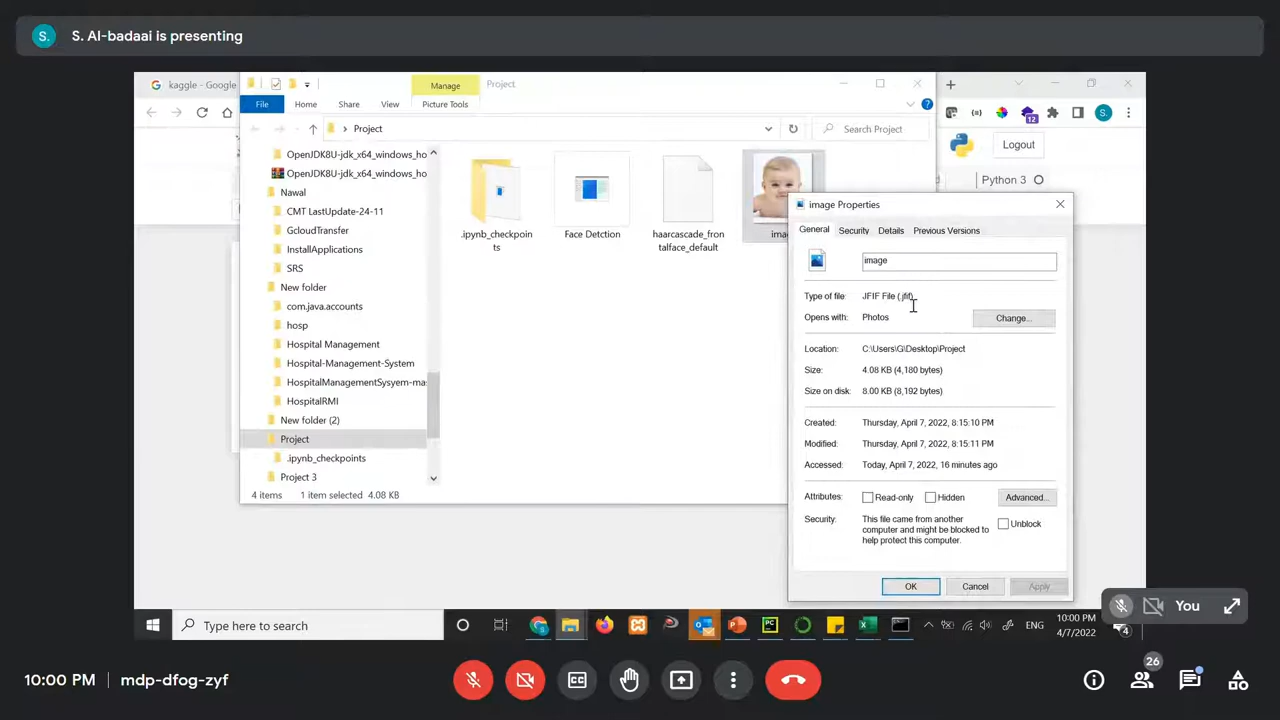 S.
S. Al-badaai is presenting
kaggle - Google
Manage
Project
File
Home
Share
View
Picture Tools
Project
Search Project
12
S.
Logout
Python 3
OpenJDK8U-jdk_x64_windows_ho
OpenJDK8U-jdk_x64_windows_ho
Nawal
CMT LastUpdate-24-11
GcloudTransfer
InstallApplications
SRS
New folder
com.java.accounts
hosp
Hospital Management
Hospital-Management-System
HospitalManagementSysyem-mas
HospitalRMI
New folder (2)
Project
.ipynb_checkpoints
Project 3
.ipynb_checkpoin
ts
Face Detction
haarcascade_fron
talface_default
4 items
1 item selected 4.08 KB
image Properties
General
Security
Details
Previous Versions
image
Type of file:
JFIF File (.jfif)
Opens with:
Photos
Change...
Location:
C:\Users\G\Desktop\Project
Size:
4.08 KB (4,180 bytes)
Size on disk:
8.00 KB (8,192 bytes)
Created:
Thursday, April 7, 2022, 8:15:10 PM
Modified:
Thursday, April 7, 2022, 8:15:11 PM
Accessed:
Today, April 7, 2022, 16 minutes ago
Attributes:
Read-only
Hidden
Advanced...
Security:
This file came from another
computer and might be blocked to
help protect this computer.
Unblock
OK
Cancel
Apply
You
Type here to search
ENG
10:00 PM
4/7/2022
4
10:00 PM
mdp-dfog-zyf
26